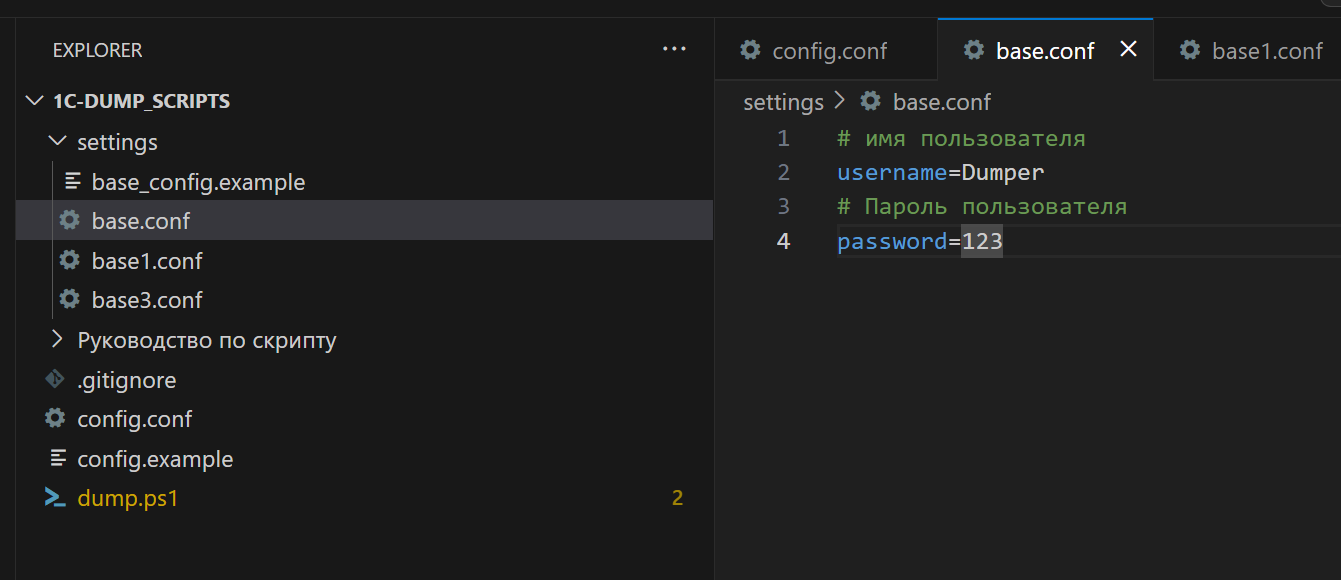 EXPLORER
1C-DUMP_SCRIPTS
settings
base_config.example
base.conf
base1.conf
base3.conf
Руководство по скрипту
.gitignore
config.conf
config.example
dump.ps1 2
config.conf base.conf base1.conf
settings > base.conf
1 # имя пользователя
2 username=Dumper
3 # Пароль пользователя
4 password=123